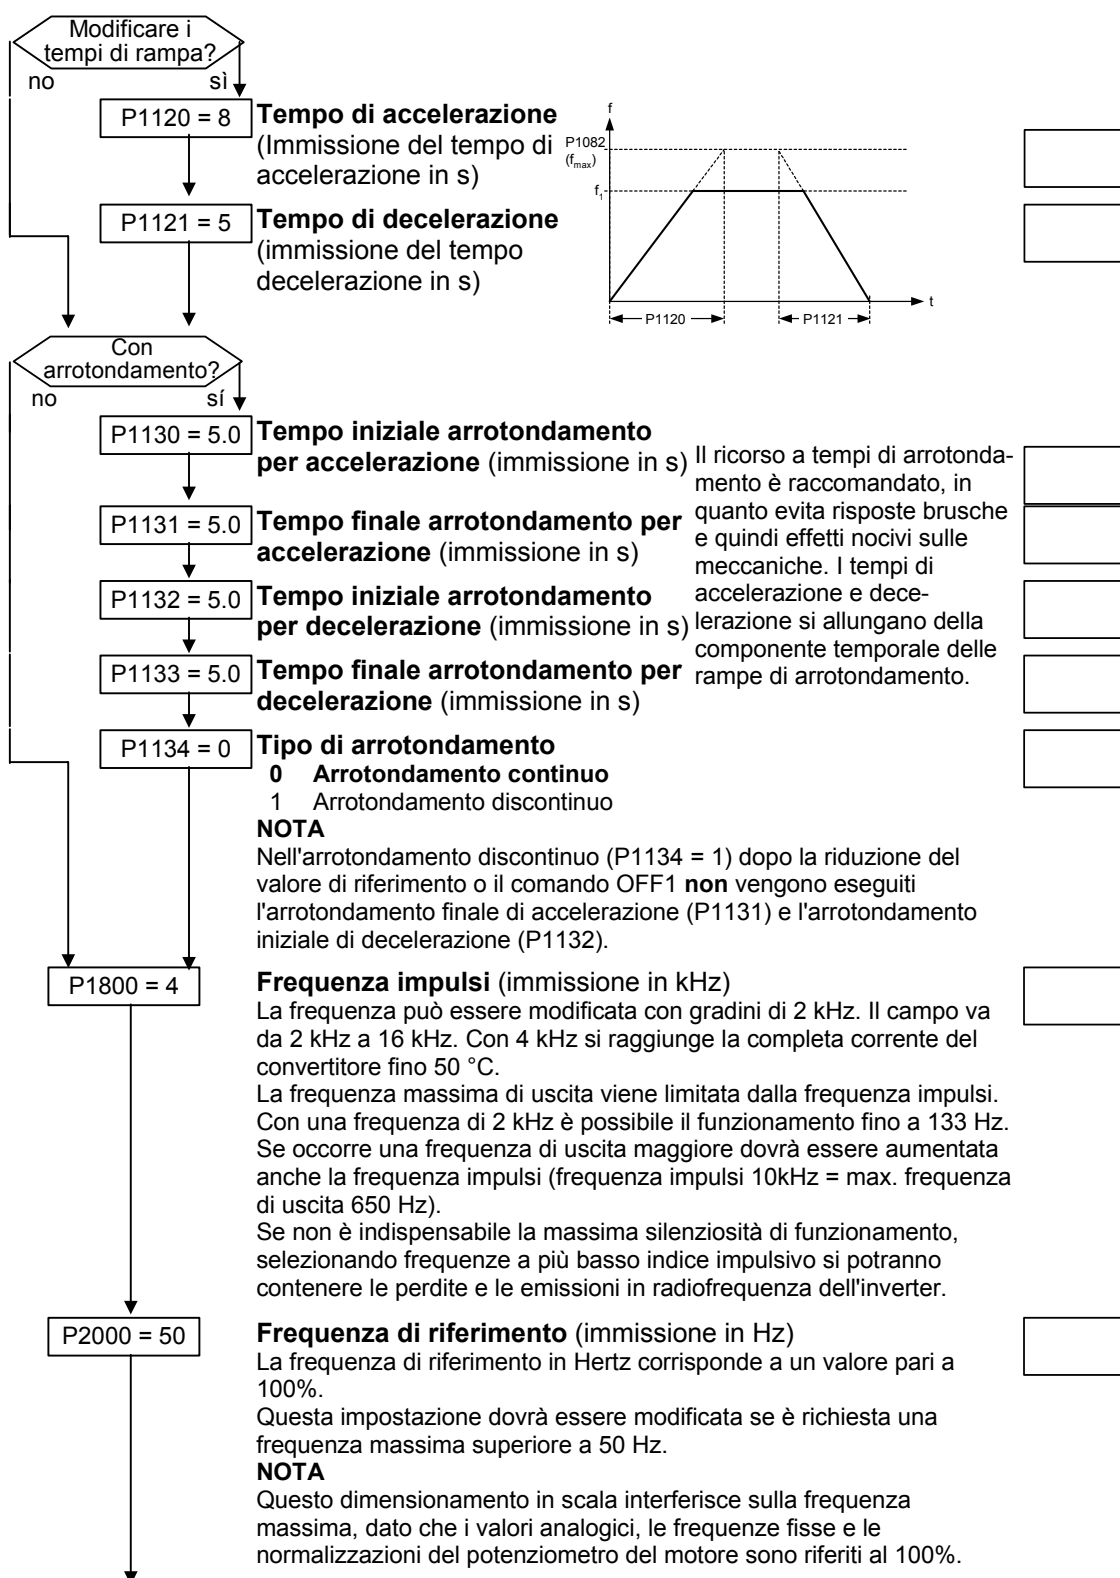 Modificare i
tempi di rampa?
no
sì
P1120 = 8
Tempo di accelerazione
(Immissione del tempo di
accelerazione in s)
P1121 = 5
Tempo di decelerazione
(immissione del tempo
decelerazione in s)
f
P1082
(fmax)
f1
t
P1120
P1121
Con
arrotondamento?
no
sí
P1130 = 5.0
Tempo iniziale arrotondamento
per accelerazione (immissione in s)
P1131 = 5.0
Tempo finale arrotondamento per
accelerazione (immissione in s)
P1132 = 5.0
Tempo iniziale arrotondamento
per decelerazione (immissione in s)
P1133 = 5.0
Tempo finale arrotondamento per
decelerazione (immissione in s)
Il ricorso a tempi di arrotonda-
mento è raccomandato, in
quanto evita risposte brusche
e quindi effetti nocivi sulle
meccaniche. I tempi di
accelerazione e dece-
lerazione si allungano della
componente temporale delle
rampe di arrotondamento.
P1134 = 0
Tipo di arrotondamento
0 Arrotondamento continuo
1 Arrotondamento discontinuo
NOTA
Nell'arrotondamento discontinuo (P1134 = 1) dopo la riduzione del
valore di riferimento o il comando OFF1 non vengono eseguiti
l'arrotondamento finale di accelerazione (P1131) e l'arrotondamento
iniziale di decelerazione (P1132).
P1800 = 4
Frequenza impulsi (immissione in kHz)
La frequenza può essere modificata con gradini di 2 kHz. Il campo va
da 2 kHz a 16 kHz. Con 4 kHz si raggiunge la completa corrente del
convertitore fino 50 °C.
La frequenza massima di uscita viene limitata dalla frequenza impulsi.
Con una frequenza di 2 kHz è possibile il funzionamento fino a 133 Hz.
Se occorre una frequenza di uscita maggiore dovrà essere aumentata
anche la frequenza impulsi (frequenza impulsi 10kHz = max. frequenza
di uscita 650 Hz).
Se non è indispensabile la massima silenziosità di funzionamento,
selezionando frequenze a più basso indice impulsivo si potranno
contenere le perdite e le emissioni in radiofrequenza dell'inverter.
P2000 = 50
Frequenza di riferimento (immissione in Hz)
La frequenza di riferimento in Hertz corrisponde a un valore pari a
100%.
Questa impostazione dovrà essere modificata se è richiesta una
frequenza massima superiore a 50 Hz.
NOTA
Questo dimensionamento in scala interferisce sulla frequenza
massima, dato che i valori analogici, le frequenze fisse e le
normalizzazioni del potenziometro del motore sono riferiti al 100%.